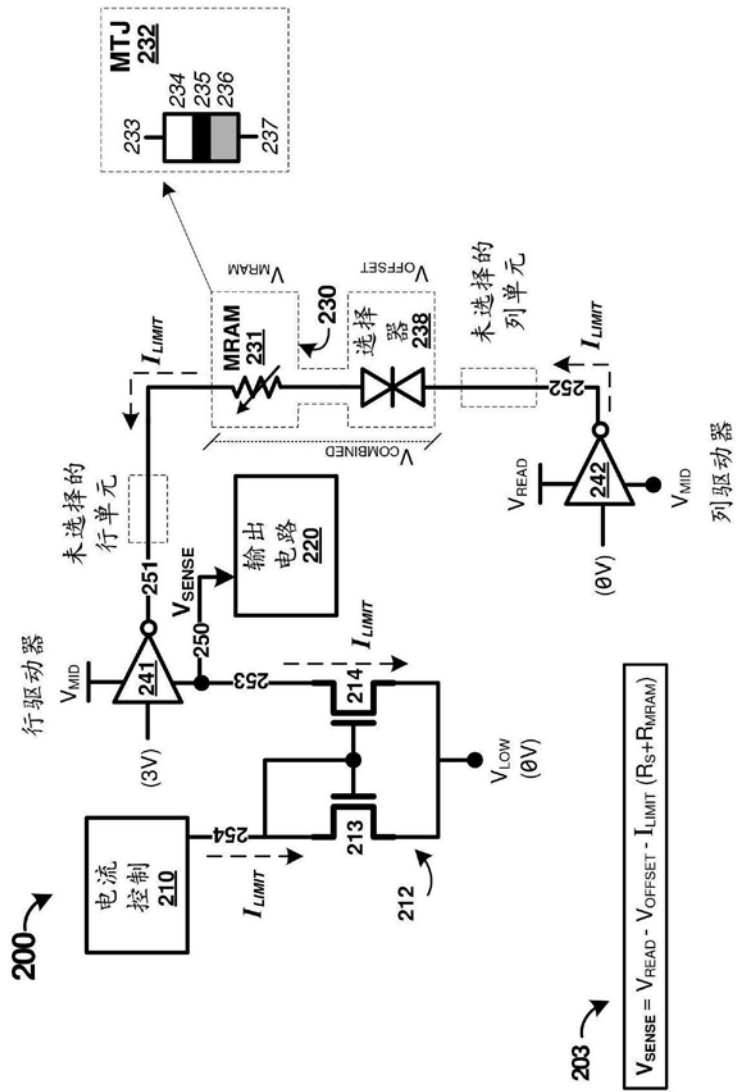 200
电流
控制
210
254
I_LIMIT
213
212
214
253
I_LIMIT
V_LOW
(0V)
行驱动器
V_MID
241
(3V)
250
V_SENSE
输出
电路
220
251
未选择的
行单元
I_LIMIT
MTJ
232
233
234
235
236
237
V_MRAM
MRAM
231
230
V_COMBINED
V_OFFSET
选择
器
238
未选择的
列单元
252
I_LIMIT
V_READ
242
(0V)
V_MID
列驱动器
203
V_SENSE = V_READ - V_OFFSET - I_LIMIT (R_S+R_MRAM)